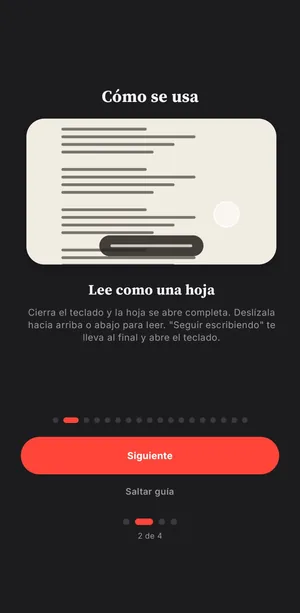 Cómo se usa
Lee como una hoja
Cierra el teclado y la hoja se abre completa. Deslízala
hacia arriba o abajo para leer. "Seguir escribiendo" te
lleva al final y abre el teclado.
Siguiente
Saltar guía
2 de 4